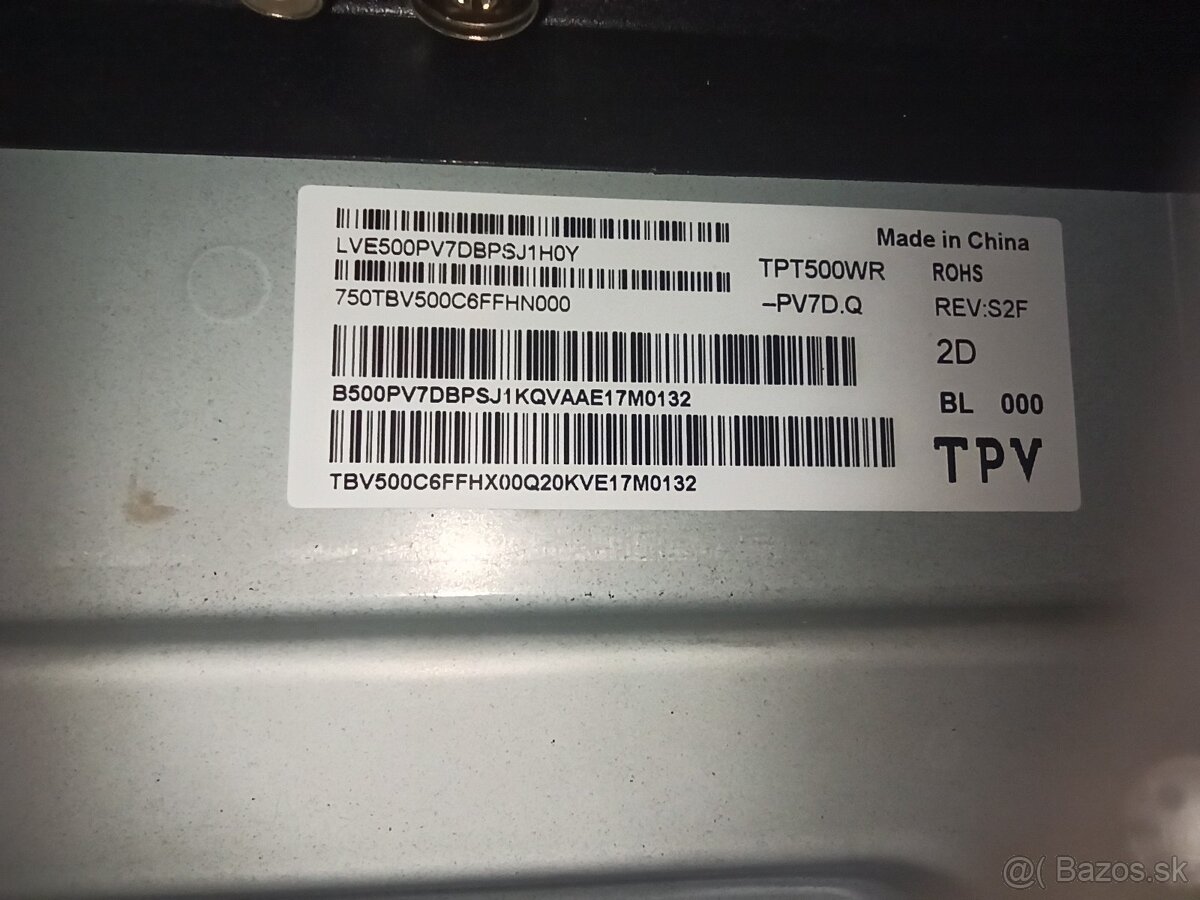 LVE500PV7DBPSJ1H0Y
750TBV500C6FFHN000
B500PV7DBPSJ1KQVAAE17M0132
TBV500C6FFHX00Q20KVE17M0132
TPT500WR
-PV7D.Q
Made in China
ROHS
REV:S2F
2D
BL 000
TPV
@( Bazos.sk